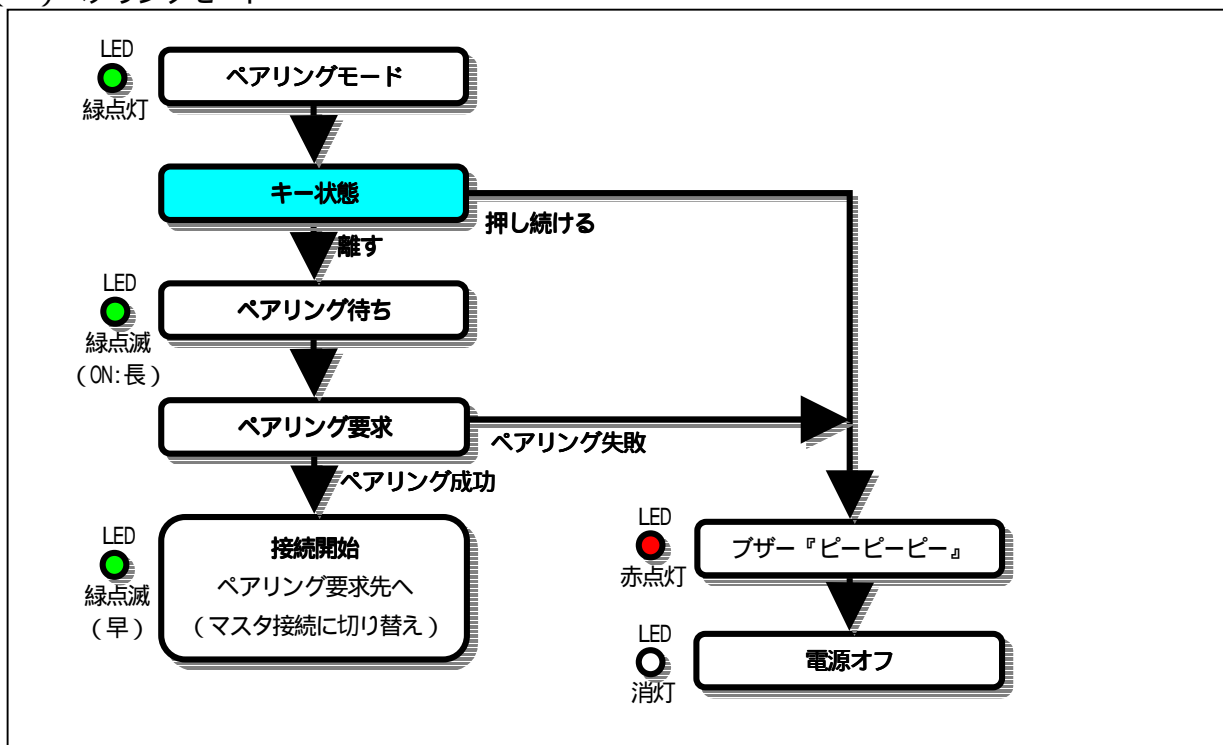 LED
ペアリングモード
緑点灯
キー状態
押し続ける
離す
LED
ペアリング待ち
緑点滅
(ON:長)
ペアリング要求
ペアリング失敗
ペアリング成功
LED
接続開始
緑点滅
ペアリング要求先へ
(早)
(マスタ接続に切り替え)
LED
ブザー『ピーピーピー』
赤点灯
LED
電源オフ
消灯